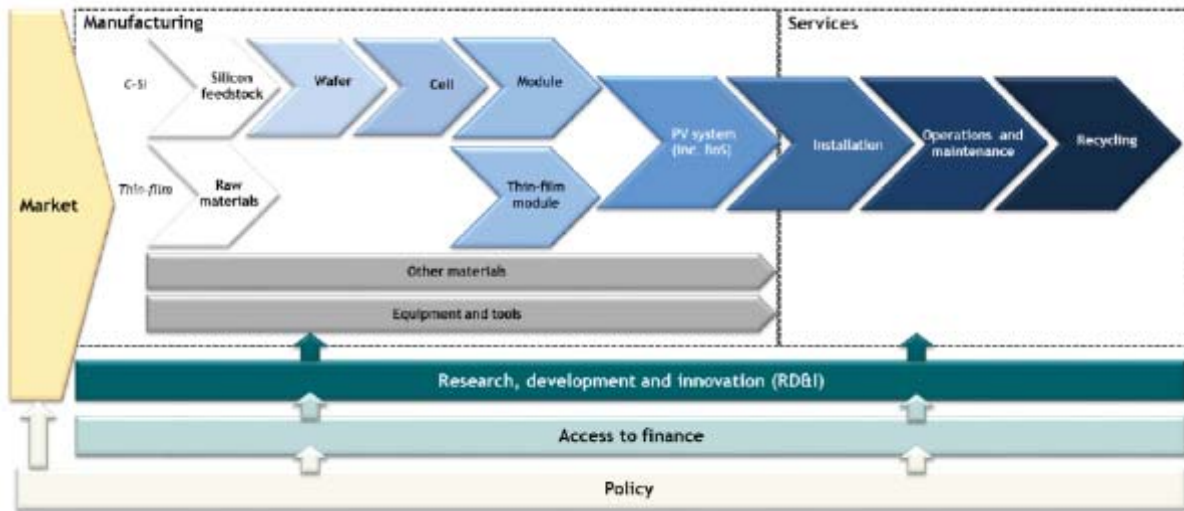 Manufacturing
Services
C-Si
Silicon
feedstock
Wafer
Cell
Module
PV system
(inc. BoS)
Installation
Operations and
maintenance
Recycling
Thin-film
Raw
materials
Thin-film
module
Market
Other materials
Equipment and tools
Research, development and innovation (RD&I)
Access to finance
Policy